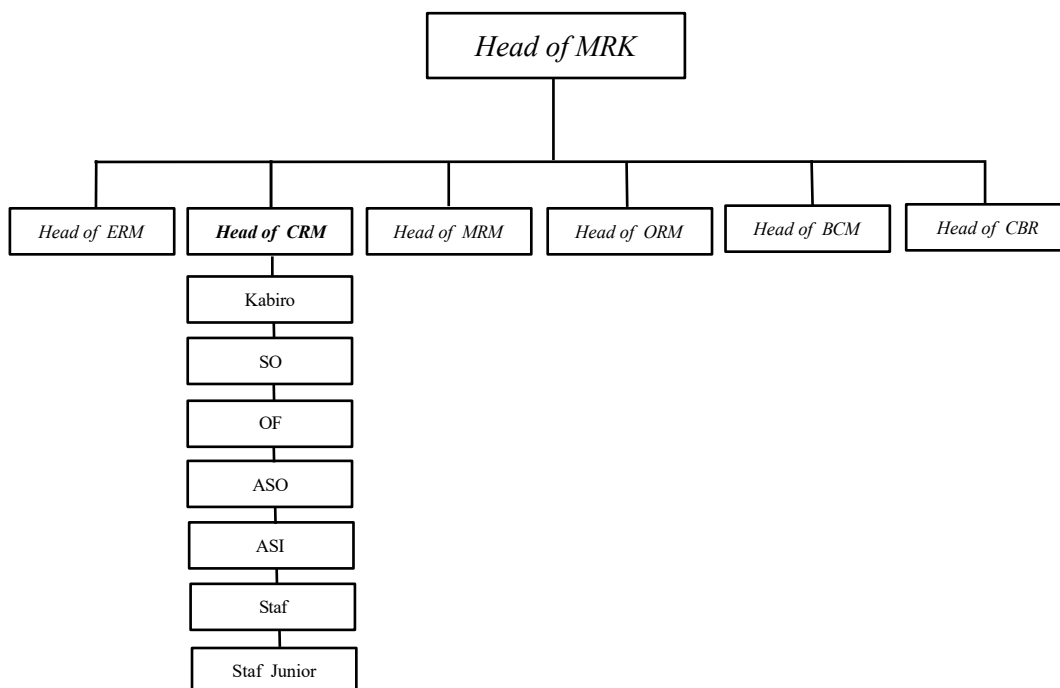 Head of MRK
Head of ERM
Head of CRM
Head of MRM
Head of ORM
Head of BCM
Head of CBR
Kabiro
SO
OF
ASO
ASI
Staf
Staf Junior